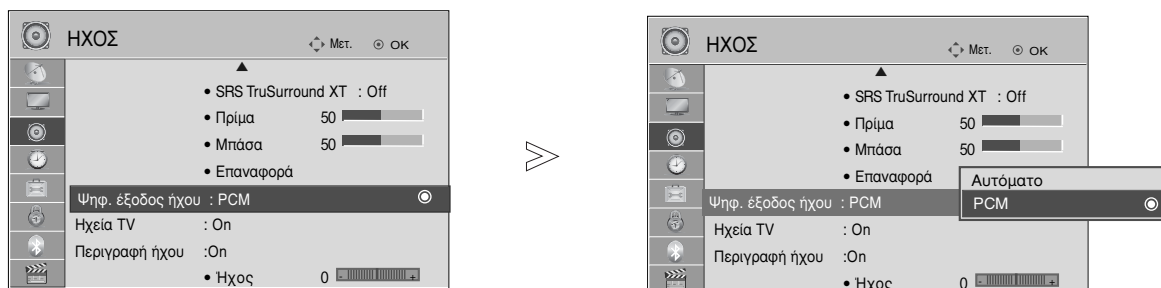 ΗΧΟΣ Μετ. OK
• SRS TruSurround XT : Off
• Πρίμα 50
• Μπάσα 50
• Επαναφορά
Ψηφ. έξοδος ήχου : PCM
Ηχεία TV : On
Περιγραφή ήχου :On
• Ήχος 0 - +
ΗΧΟΣ Μετ. OK
• SRS TruSurround XT : Off
• Πρίμα 50
• Μπάσα 50
• Επαναφορά
Ψηφ. έξοδος ήχου : PCM
Ηχεία TV : On
Περιγραφή ήχου :On
• Ήχος 0 - +
Αυτόματο
PCM